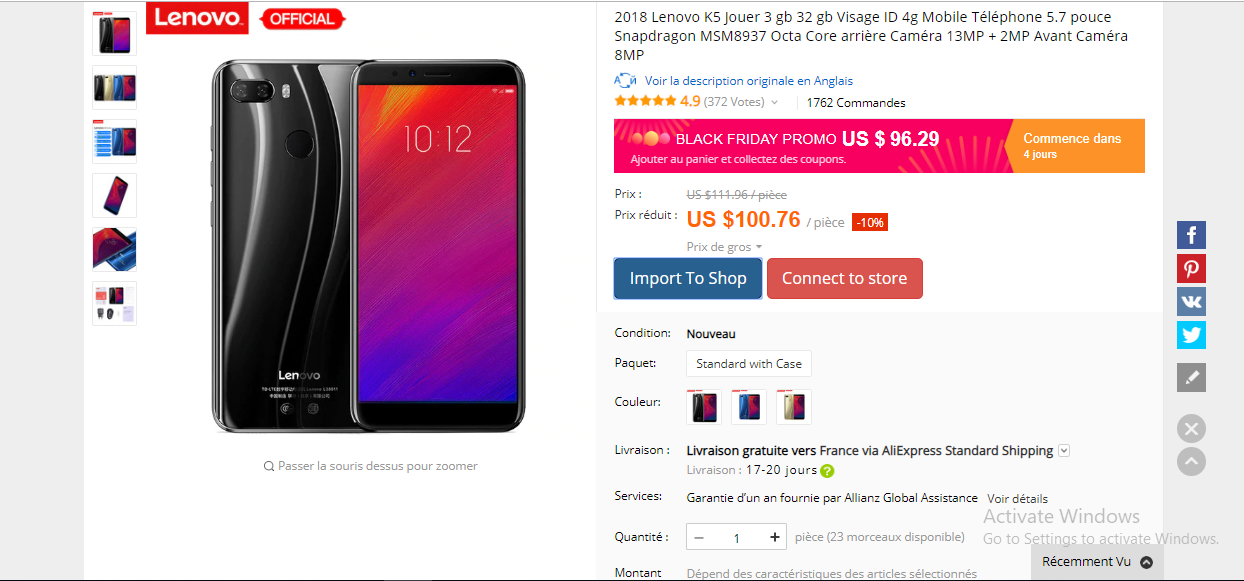 Lenovo
OFFICIAL
2018 Lenovo K5 Jouer 3 gb 32 gb Visage ID 4g Mobile Téléphone 5.7 pouce
Snapdragon MSM8937 Octa Core arrière Caméra 13MP + 2MP Avant Caméra
8MP
Voir la description originale en Anglais
4.9 (372 Votes)
1762 Commandes
BLACK FRIDAY PROMO US $ 96.29
Ajouter au panier et collectez des coupons.
Commence dans
4 jours
Prix :
US $111.96 / pièce
Prix réduit :
US $100.76 / pièce
-10%
Prix de gros
Import To Shop
Connect to store
10:12
Lenovo
Passer la souris dessus pour zoomer
Condition:
Nouveau
Paquet:
Standard with Case
Couleur:
Livraison :
Livraison gratuite vers France via AliExpress Standard Shipping
Livraison : 17-20 jours ?
Services:
Garantie d'un an fournie par Allianz Global Assistance
Voir détails
Quantité :
− 1 +
pièce (23 morceaux disponible)
Activate Windows
Go to Settings to activate Windows.
Récemment Vu
Montant
Dépend des caractéristiques des articles sélectionnés